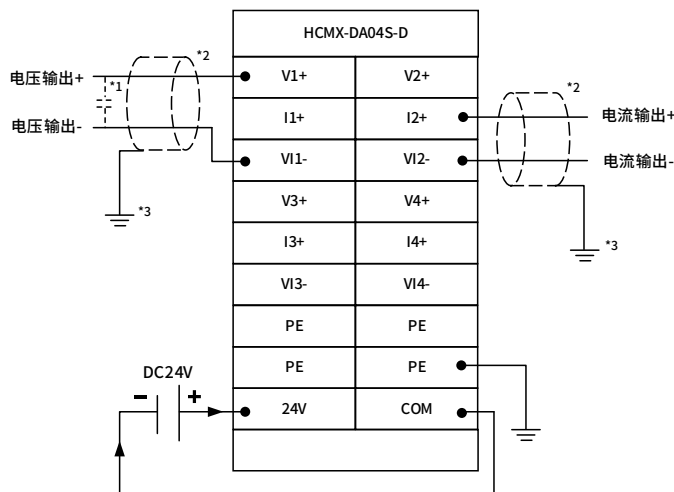 HCMX-DA04S-D
电压输出+
*1
*2
V1+
V2+
*2
电压输出-
I1+
I2+
电流输出+
VI1-
VI2-
电流输出-
*3
V3+
V4+
I3+
I4+
*3
VI3-
VI4-
PE
PE
DC24V
PE
PE
24V
COM